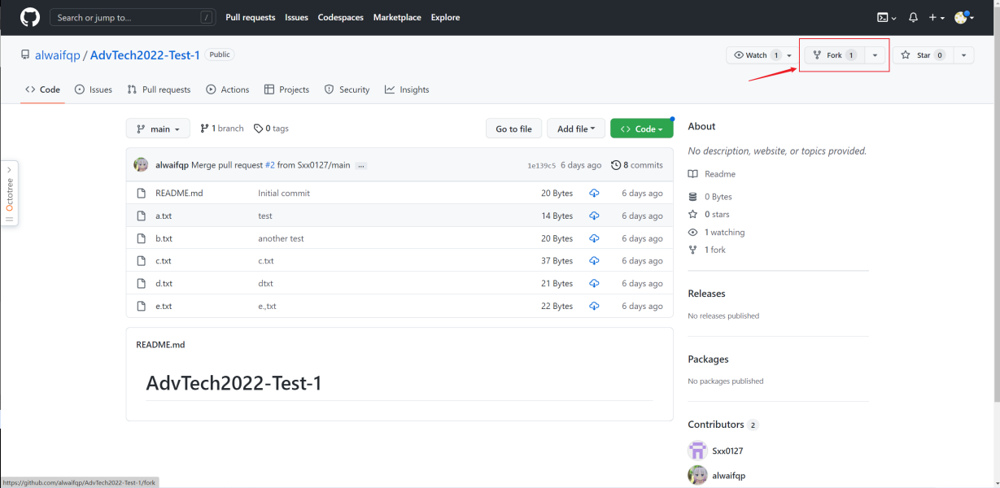 Search or jump to... / Pull requests Issues Codespaces Marketplace Explore
alwaifqp / AdvTech2022-Test-1 Public Watch 1 Fork 1 Star 0
Code Issues Pull requests Actions Projects Security Insights
main 1 branch 0 tags Go to file Add file Code
alwaifqp Merge pull request #2 from Sxx0127/main ... 1e139c5 6 days ago 8 commits
README.md Initial commit 20 Bytes 6 days ago
a.txt test 14 Bytes 6 days ago
b.txt another test 20 Bytes 6 days ago
c.txt c.txt 37 Bytes 6 days ago
d.txt dtxt 21 Bytes 6 days ago
e.txt e.,txt 22 Bytes 6 days ago
README.md
AdvTech2022-Test-1
About
No description, website, or topics provided.
Readme
0 Bytes
0 stars
1 watching
1 fork
Releases
No releases published
Packages
No packages published
Contributors 2
Sxx0127
alwaifqp
Octotree
https://github.com/alwaifqp/AdvTech2022-Test-1/fork